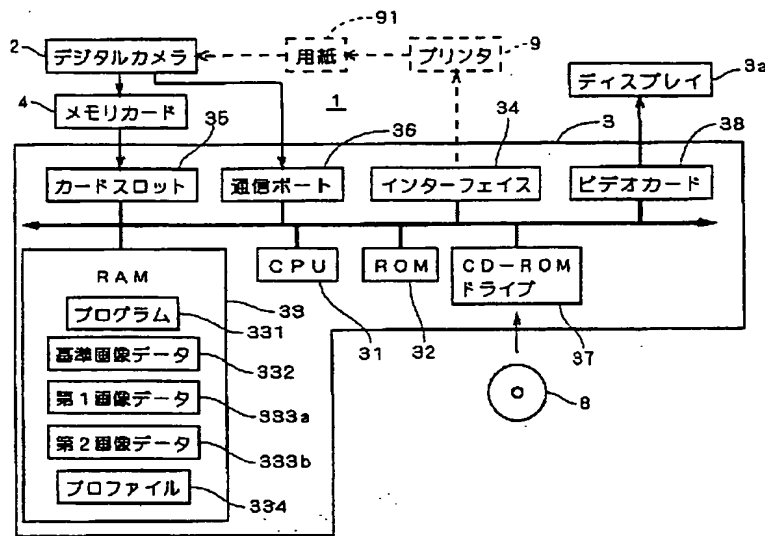 91
2
デジタルカメラ
用紙
プリンタ
9
ディスプレイ
3a
4
メモリカード
1
35
36
34
3
38
カードスロット
通信ポート
インターフェイス
ビデオカード
RAM
33
CPU
ROM
CD-ROM
ドライブ
プログラム
331
31
32
37
基準画像データ
332
第1画像データ
333a
8
第2画像データ
333b
プロファイル
334